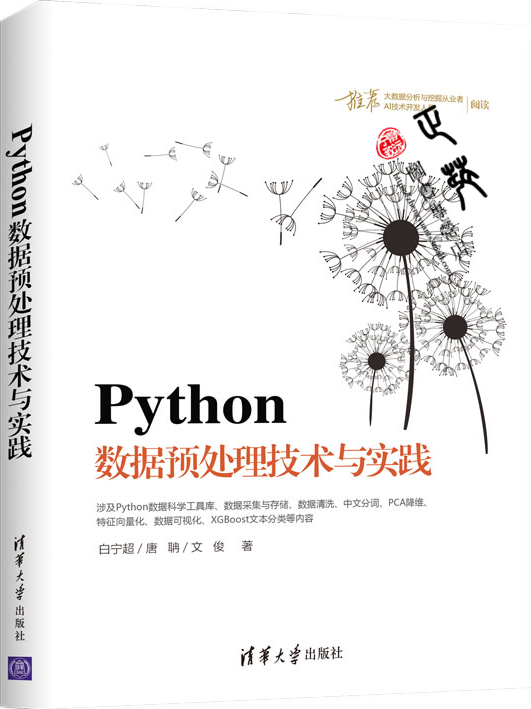 推荐
大数据分析与挖掘从业者
AI技术开发人员
阅读
Python
数据预处理技术与实践
涉及Python数据科学工具库、数据采集与存储、数据清洗、中文分词、PCA降维、
特征向量化、数据可视化、XGBoost文本分类等内容
白宁超/唐 聃/文 俊 著
清华大学出版社
Python数据预处理技术与实践
清华大学出版社